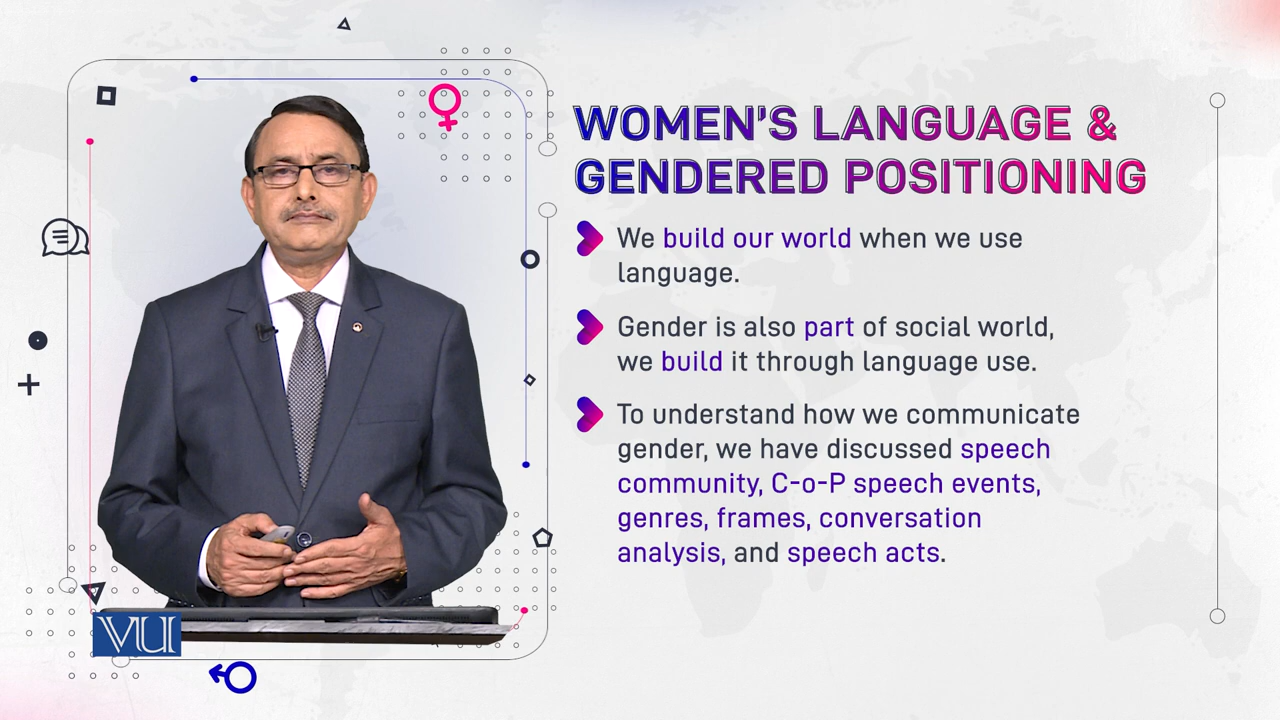 WOMEN'S LANGUAGE &
GENDERED POSITIONING
We build our world when we use
language.
Gender is also part of social world,
we build it through language use.
To understand how we communicate
gender, we have discussed speech
community, C-o-P speech events,
genres, frames, conversation
analysis, and speech acts.
VU